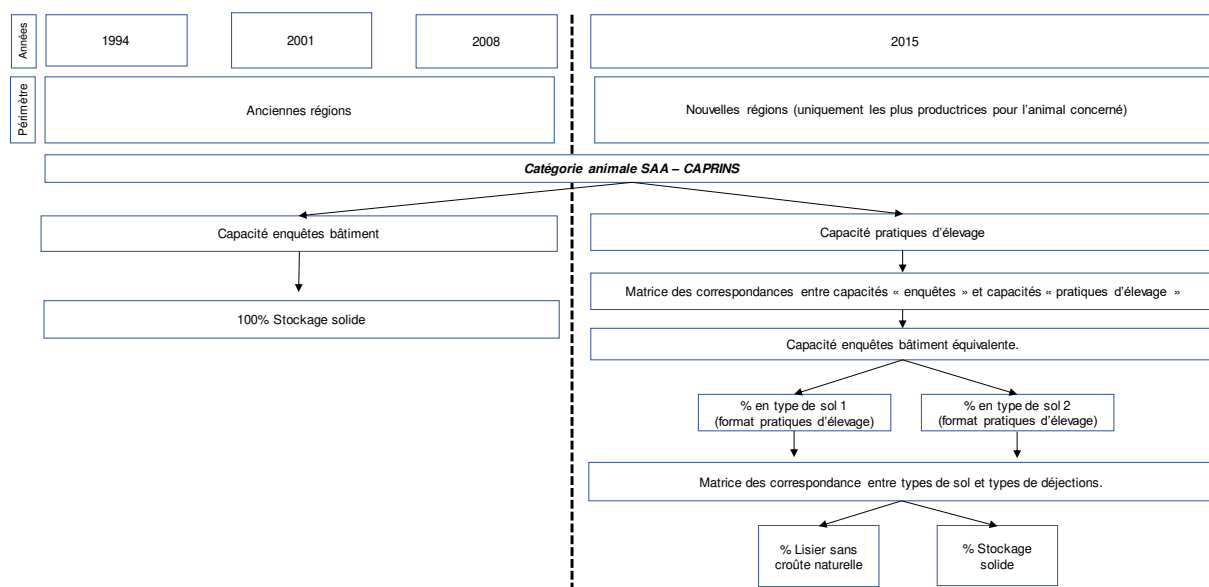 Années
1994
2001
2008
2015
Périmètre
Anciennes régions
Nouvelles régions (uniquement les plus productrices pour l'animal concerné)
Catégorie animale SAA – CAPRINS
Capacité enquêtes bâtiment
Capacité pratiques d'élevage
Matrice des correspondances entre capacités « enquêtes » et capacités « pratiques d'élevage »
100% Stockage solide
Capacité enquêtes bâtiment équivalente.
% en type de sol 1
(format pratiques d'élevage)
% en type de sol 2
(format pratiques d'élevage)
Matrice des correspondance entre types de sol et types de déjections.
% Lisier sans
croûte naturelle
% Stockage
solide